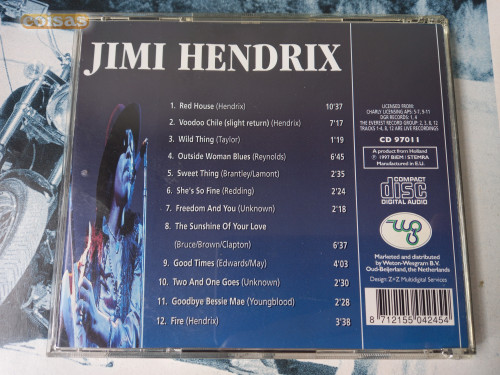 coisas
JIMI HENDRIX
1. Red House (Hendrix) 10'37
2. Voodoo Chile (slight return) (Hendrix) 7'17
3. Wild Thing (Taylor) 1'19
4. Outside Woman Blues (Reynolds) 6'45
5. Sweet Thing (Brantley/Lamont) 2'35
6. She's So Fine (Redding) 2'24
7. Freedom And You (Unknown) 2'18
8. The Sunshine Of Your Love
(Bruce/Brown/Clapton) 6'37
9. Good Times (Edwards/May) 4'03
10. Two And One Goes (Unknown) 2'30
11. Goodbye Bessie Mae (Youngblood) 2'28
12. Fire (Hendrix) 3'38
LICENSED FROM:
CHARLY LICENSING APS: 5-7, 9-11
DGR RECORDS: 1, 4
THE EVEREST RECORD GROUP: 2, 3, 8, 12
TRACKS 1-4, 8, 12 ARE LIVE RECORDINGS
CD 97011
A product from Holland
℗ 1997 BIEM | STEMRA
Manufactured in E.U.
COMPACT
disc
DIGITAL AUDIO
Marketed and distributed
by Weton-Wesgram B.V.
Oud-Beijerland, the Netherlands
Design: Z+Z Multidigital Services
8 712155 042454